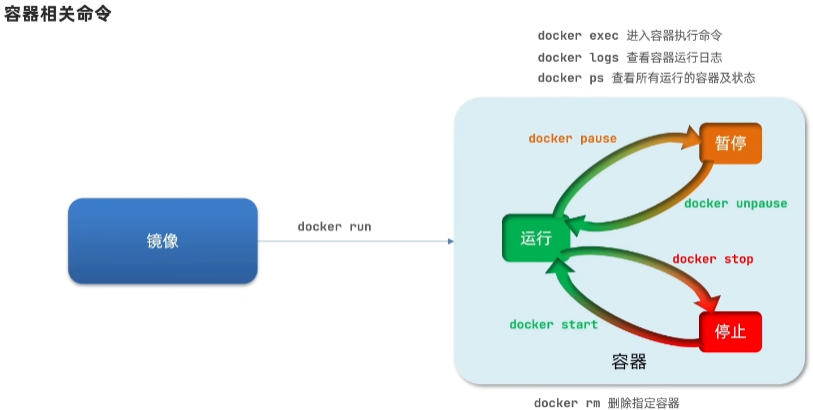 容器相关命令
docker exec 进入容器执行命令
docker logs 查看容器运行日志
docker ps 查看所有运行的容器及状态
docker pause
暂停
docker unpause
镜像
docker run
运行
docker stop
docker start
停止
容器
docker rm 删除指定容器